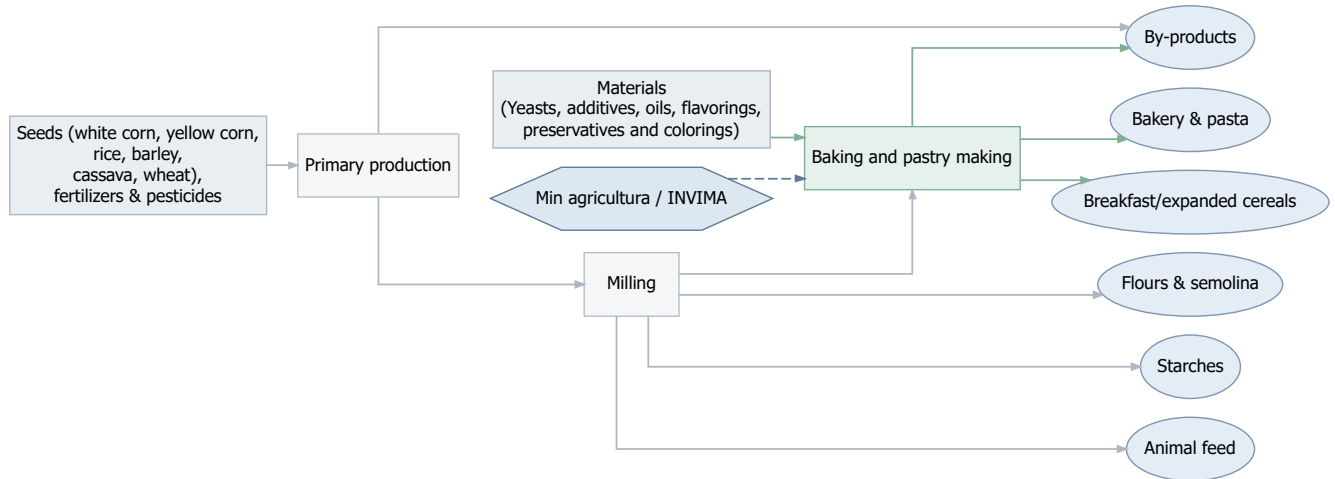 By-products
Materials
(Yeasts, additives, oils, flavorings,
preservatives and colorings)
Bakery & pasta
Seeds (white corn, yellow corn,
rice, barley,
cassava, wheat),
fertilizers & pesticides
Primary production
Baking and pastry making
Min agricultura / INVIMA
Breakfast/expanded cereals
Milling
Flours & semolina
Starches
Animal feed